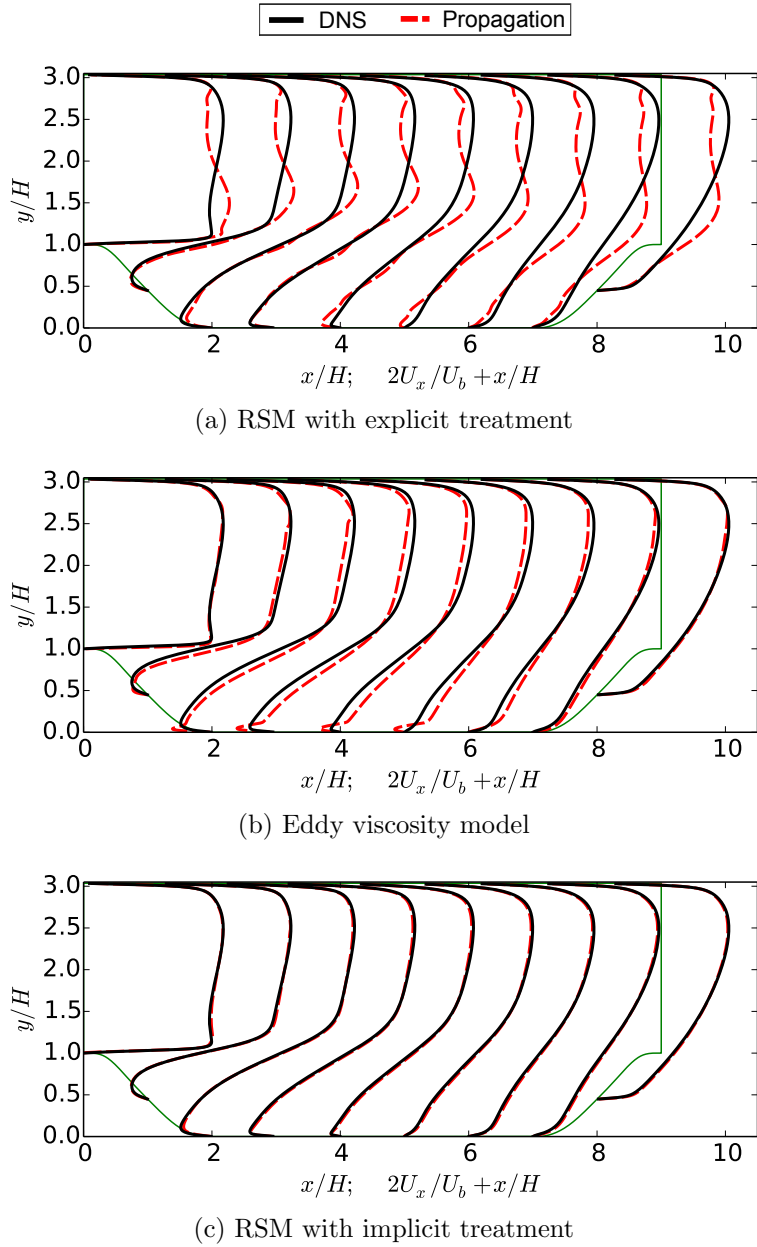 DNS Propagation
3.0
2.5
2.0
1.5
1.0
0.5
0.0
y/H
0 2 4 6 8 10
x/H; 2U_x/U_b+x/H
(a) RSM with explicit treatment
3.0
2.5
2.0
1.5
1.0
0.5
0.0
y/H
0 2 4 6 8 10
x/H; 2U_x/U_b+x/H
(b) Eddy viscosity model
3.0
2.5
2.0
1.5
1.0
0.5
0.0
y/H
0 2 4 6 8 10
x/H; 2U_x/U_b+x/H
(c) RSM with implicit treatment